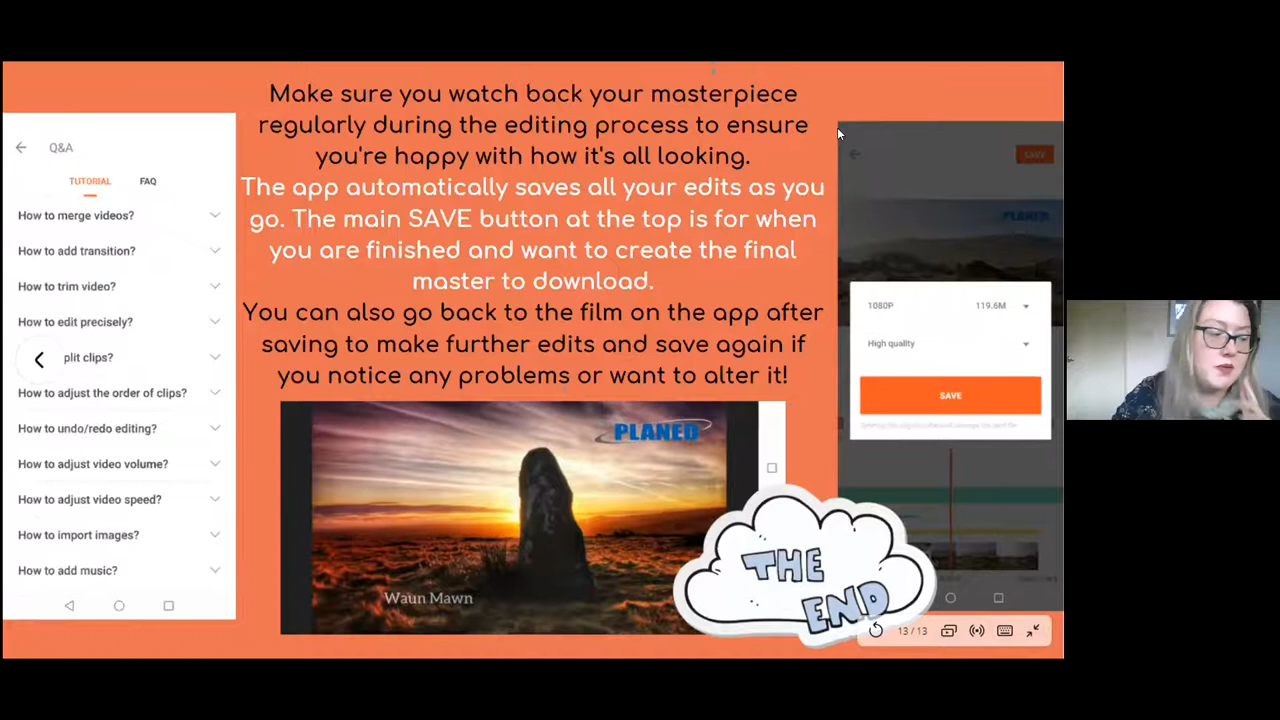 Make sure you watch back your masterpiece
regularly during the editing process to ensure
you're happy with how it's all looking.
The app automatically saves all your edits as you
go. The main SAVE button at the top is for when
you are finished and want to create the final
master to download.
You can also go back to the film on the app after
saving to make further edits and save again if
you notice any problems or want to alter it!
Q&A
TUTORIAL FAQ
How to merge videos?
How to add transition?
How to trim video?
How to edit precisely?
plit clips?
How to adjust the order of clips?
How to undo/redo editing?
How to adjust video volume?
How to adjust video speed?
How to import images?
How to add music?
PLANED
Waun Mawn
SAVE
PLANED
1080P 119.6M
High quality
SAVE
THE
END
13 / 13